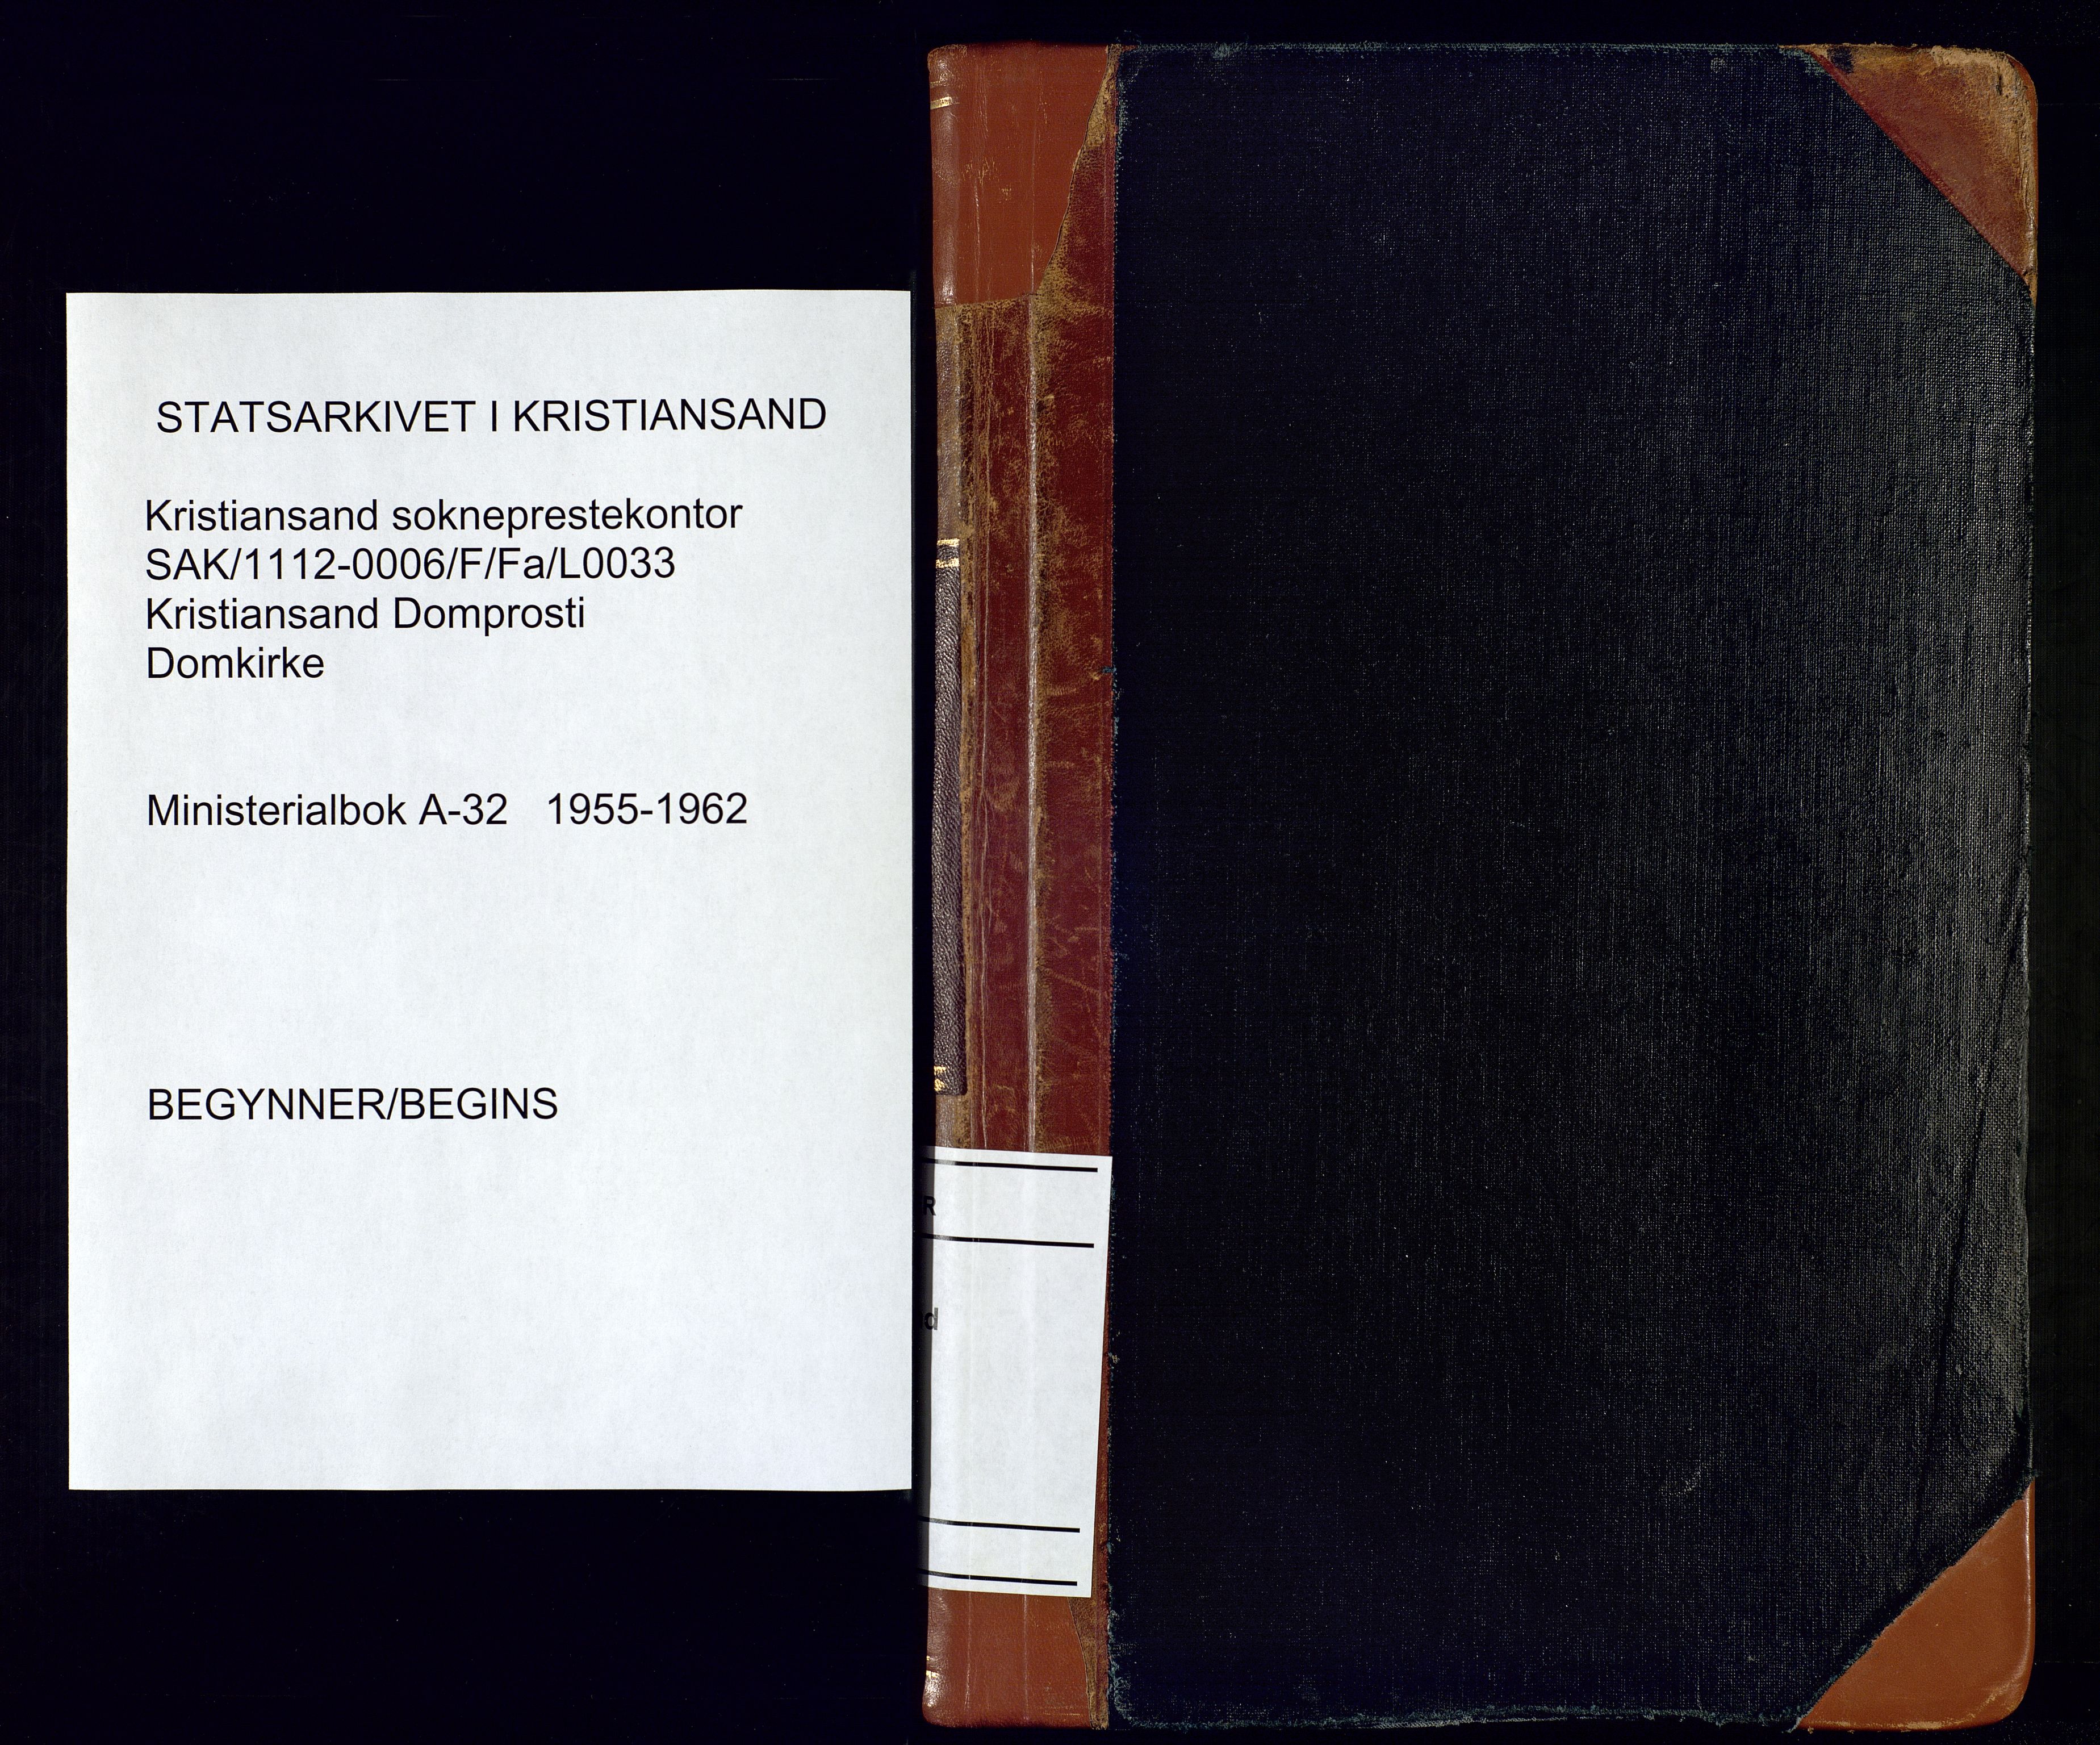 STATSARKIVET I KRISTIANSAND
Kristiansand sokneprestekontor
SAK/1112-0006/F/Fa/L0033
Kristiansand Domprosti
Domkirke
Ministerialbok A-32 1955-1962
BEGYNNER/BEGINS
R
d